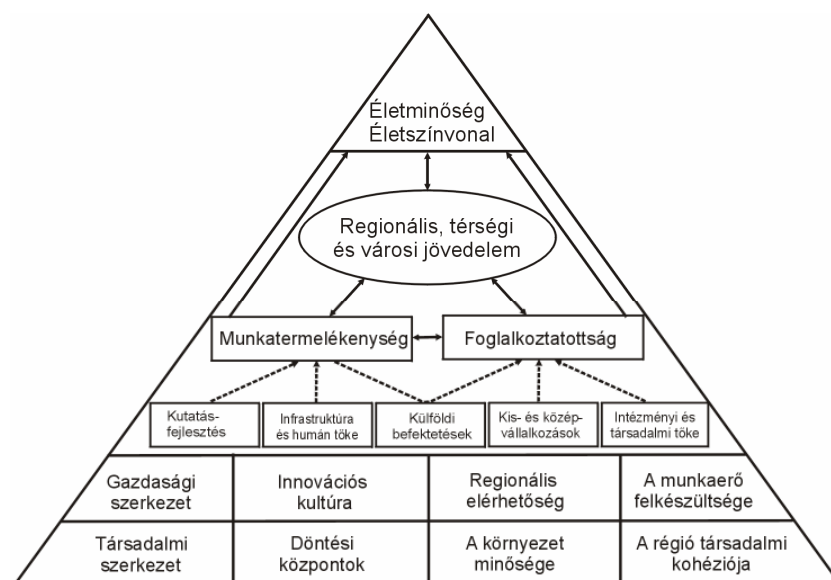 Életminőség
Életszínvonal
Regionális, térségi
és városi jövedelem
Munkatermelékenység
Foglalkoztatottság
Kutatás-
fejlesztés
Infrastruktúra
és humán tőke
Külföldi
befektetések
Kis- és közép-
vállalkozások
Intézményi és
társadalmi tőke
Gazdasági
szerkezet
Innovációs
kultúra
Regionális
elérhetőség
A munkaerő
felkészültsége
Társadalmi
szerkezet
Döntési
központok
A környezet
minősége
A régió társadalmi
kohéziója